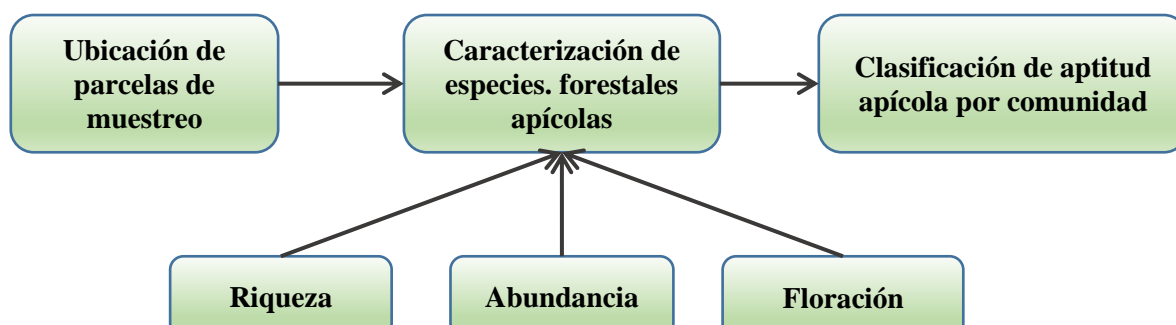 Ubicación de
parcelas de
muestreo
Caracterización de
especies. forestales
apícolas
Clasificación de aptitud
apícola por comunidad
Riqueza
Abundancia
Floración